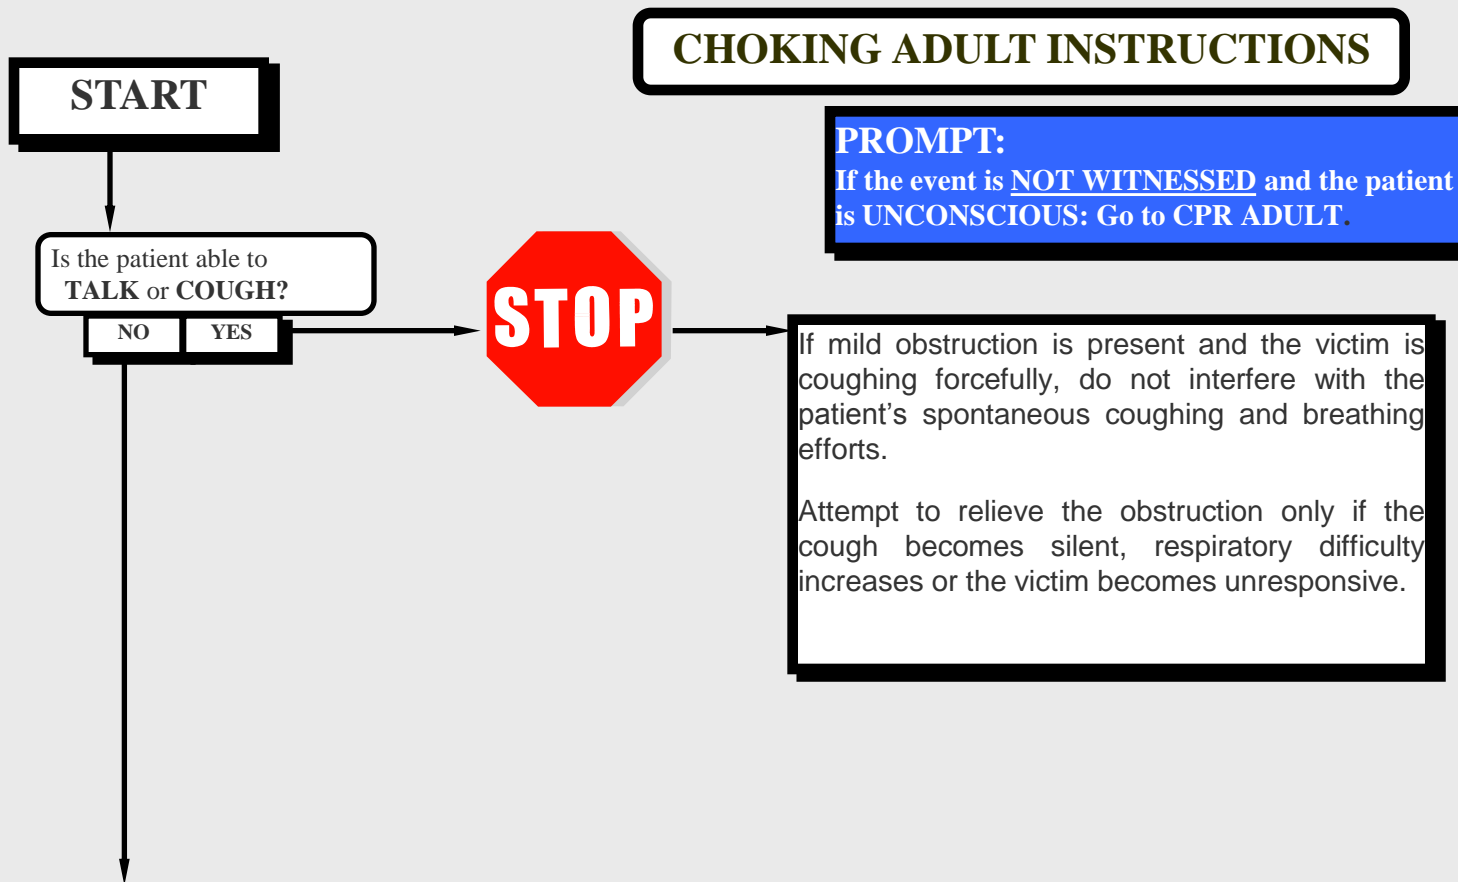 CHOKING ADULT INSTRUCTIONS
START
PROMPT:
If the event is NOT WITNESSED and the patient
is UNCONSCIOUS: Go to CPR ADULT.
Is the patient able to
TALK or COUGH?
NO YES
STOP
If mild obstruction is present and the victim is
coughing forcefully, do not interfere with the
patient’s spontaneous coughing and breathing
efforts.
Attempt to relieve the obstruction only if the
cough becomes silent, respiratory difficulty
increases or the victim becomes unresponsive.